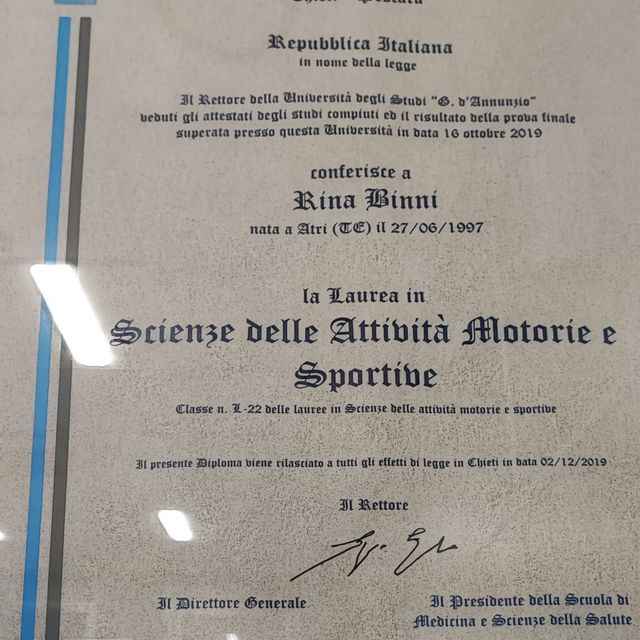 Chieti - Pescara
Repubblica Italiana
in nome della legge
Il Rettore della Università degli Studi "G. d'Annunzio"
veduti gli attestati degli studi compiuti ed il risultato della prova finale
superata presso questa Università in data 16 ottobre 2019
conferisce a
Rina Binni
nata a Atri (TE) il 27/06/1997
la Laurea in
Scienze delle Attività Motorie e
Sportive
Classe n. L-22 delle lauree in Scienze delle attività motorie e sportive
Il presente Diploma viene rilasciato a tutti gli effetti di legge in Chieti in data 02/12/2019
Il Rettore
Il Direttore Generale
Il Presidente della Scuola di
Medicina e Scienze della Salute